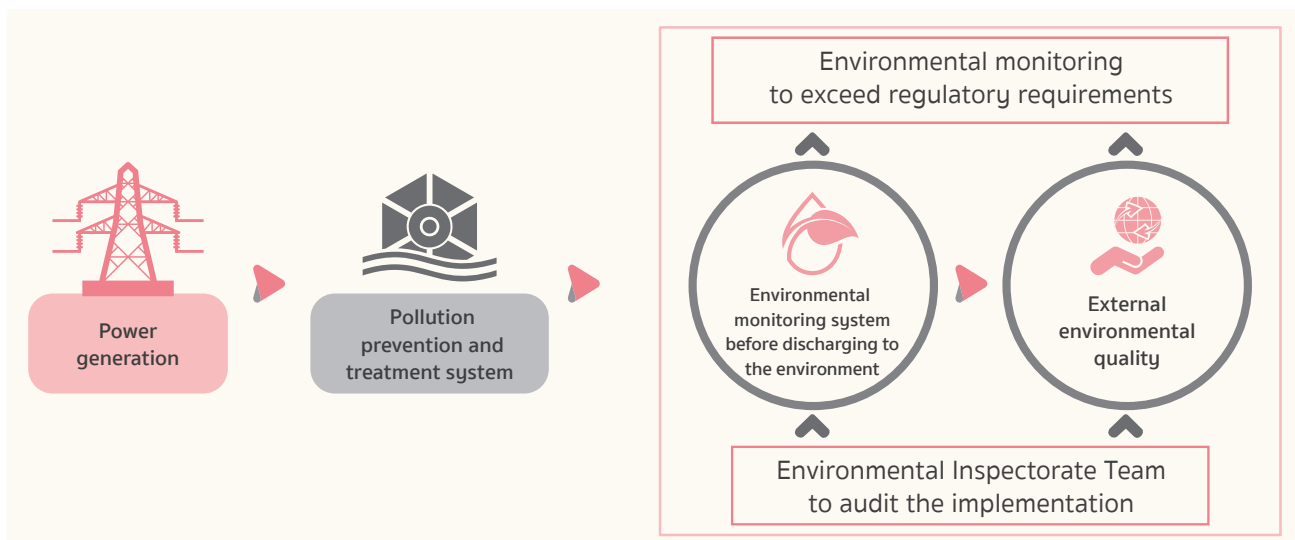 Environmental monitoring
to exceed regulatory requirements
Power
generation
Pollution
prevention and
treatment system
Environmental
monitoring system
before discharging to
the environment
External
environmental
quality
Environmental Inspectorate Team
to audit the implementation